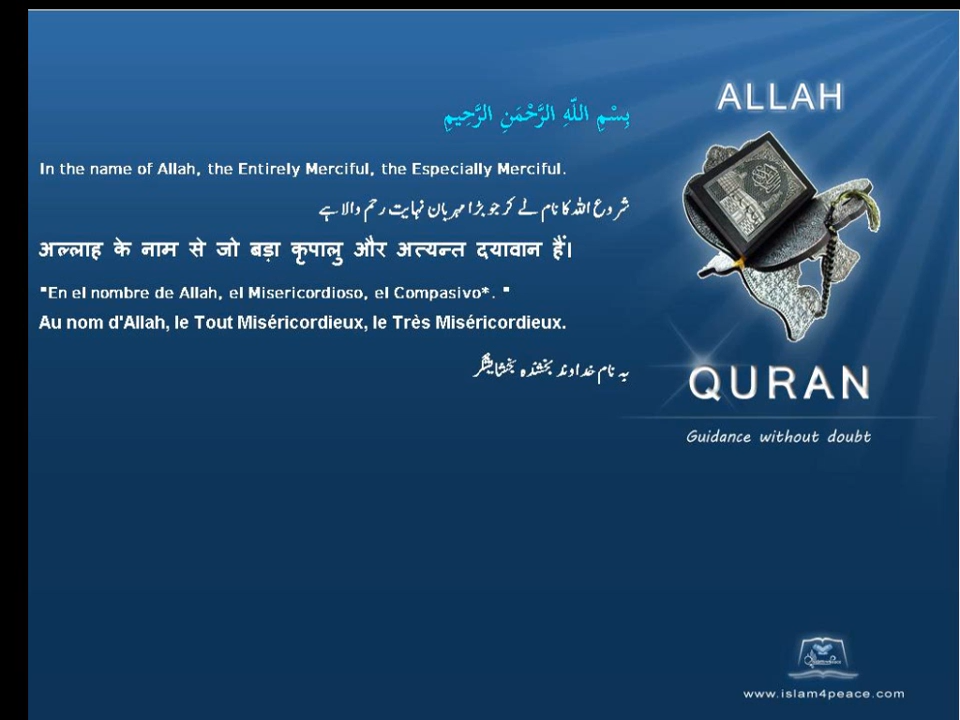 بِسْمِ اللَّهِ الرَّحْمَنِ الرَّحِيمِ
In the name of Allah, the Entirely Merciful, the Especially Merciful.
شروع اللہ کا نام لے کر جو بڑا مہربان نہایت رحم والا ہے
अल्लाह के नाम से जो बड़ा कृपालु और अत्यन्त दयावान हैं।
"En el nombre de Allah, el Misericordioso, el Compasivo*. "
Au nom d'Allah, le Tout Miséricordieux, le Très Miséricordieux.
به نام خداوند بخشنده بخشایشگر
ALLAH
QURAN
Guidance without doubt
www.islam4peace.com